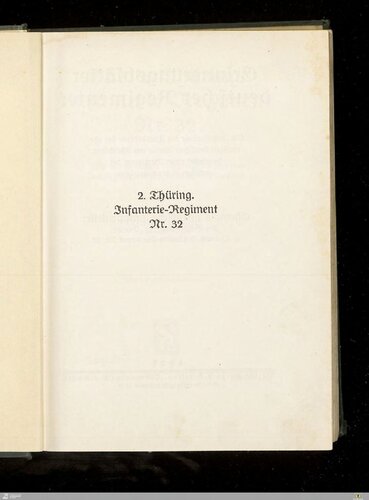 2. Thüring.
Infanterie-Regiment
Nr. 32